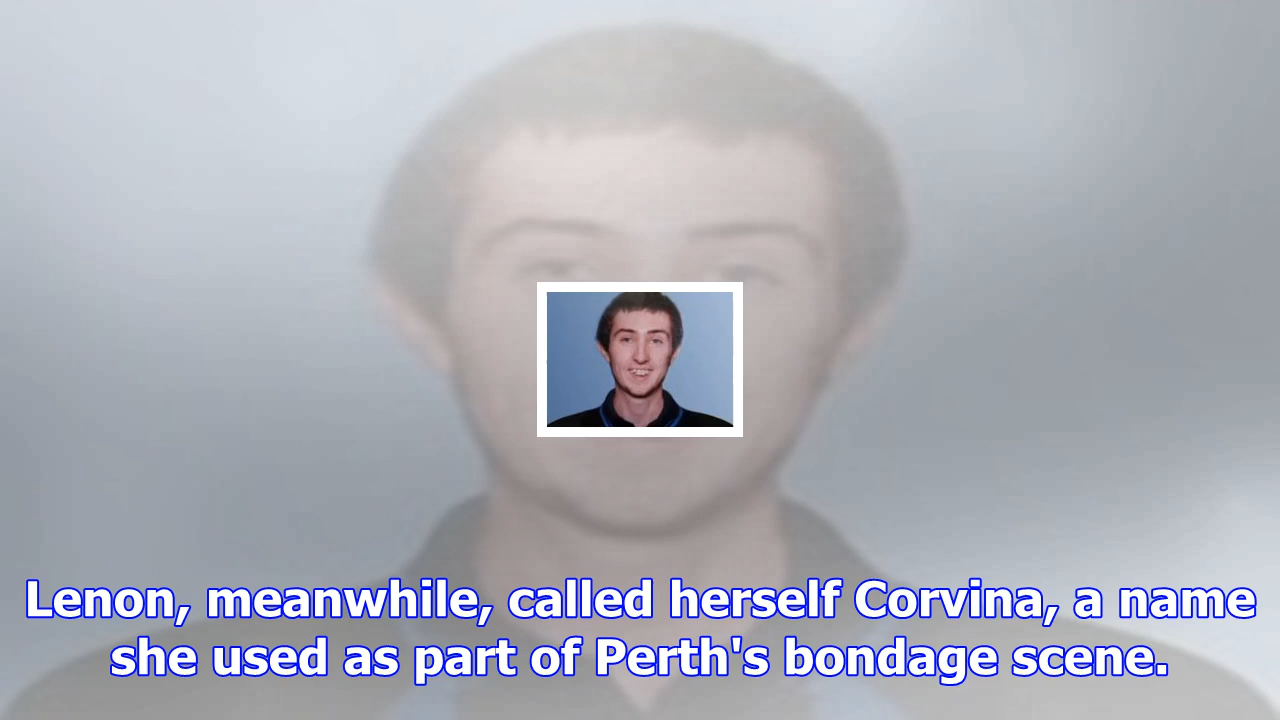 Lenon, meanwhile, called herself Corvina, a name
she used as part of Perth's bondage scene.